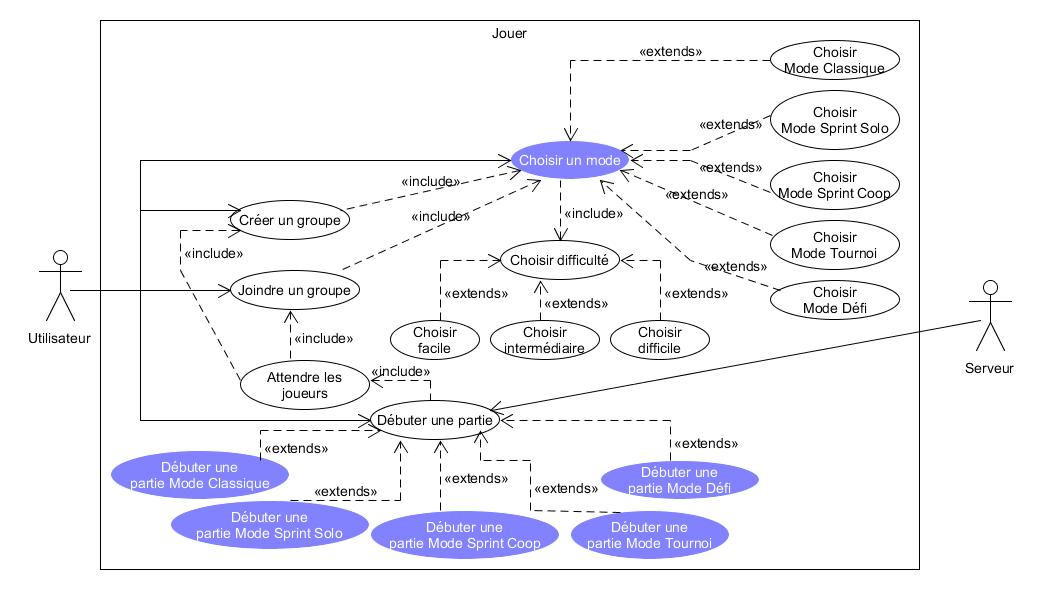 Jouer
«extends»
Choisir
Mode Classique
«extends»
Choisir
Mode Sprint Solo
Choisir un mode
«extends»
Choisir
Mode Sprint Coop
«include»
«extends»
Créer un groupe
«include»
«include»
Choisir
Mode Tournoi
«include»
Choisir difficulté
«extends»
Joindre un groupe
Choisir
Mode Défi
«extends»
«extends»
«extends»
Utilisateur
«include»
Choisir
facile
Choisir
intermédiaire
Choisir
difficile
Serveur
Attendre les
joueurs
«include»
Débuter une partie
«extends»
«extends»
Débuter une
partie Mode Classique
«extends»
«extends»
«extends»
Débuter une
partie Mode Défi
Débuter une
partie Mode Sprint Solo
Débuter une
partie Mode Sprint Coop
Débuter une
partie Mode Tournoi